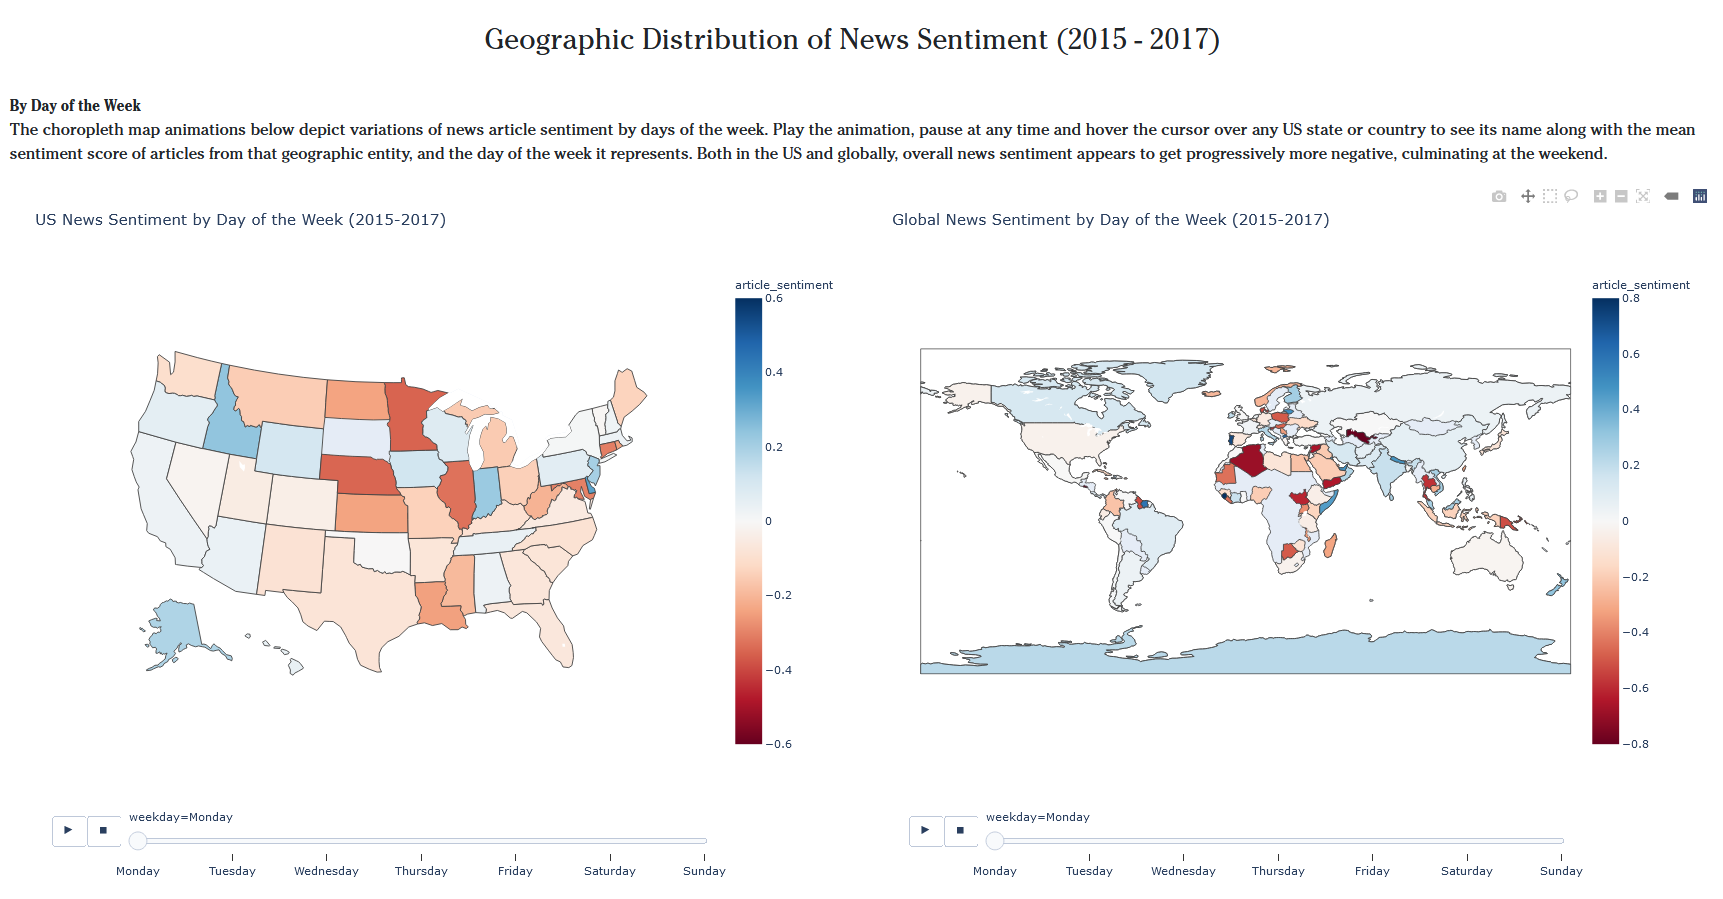 Geographic Distribution of News Sentiment (2015 - 2017)
By Day of the Week
The choropleth map animations below depict variations of news article sentiment by days of the week. Play the animation, pause at any time and hover the cursor over any US state or country to see its name along with the mean
sentiment score of articles from that geographic entity, and the day of the week it represents. Both in the US and globally, overall news sentiment appears to get progressively more negative, culminating at the weekend.
US News Sentiment by Day of the Week (2015-2017)
article_sentiment
0.6
0.4
0.2
0
−0.2
−0.4
−0.6
weekday=Monday
Monday
Tuesday
Wednesday
Thursday
Friday
Saturday
Sunday
Global News Sentiment by Day of the Week (2015-2017)
article_sentiment
0.8
0.6
0.4
0.2
0
−0.2
−0.4
−0.6
−0.8
weekday=Monday
Monday
Tuesday
Wednesday
Thursday
Friday
Saturday
Sunday